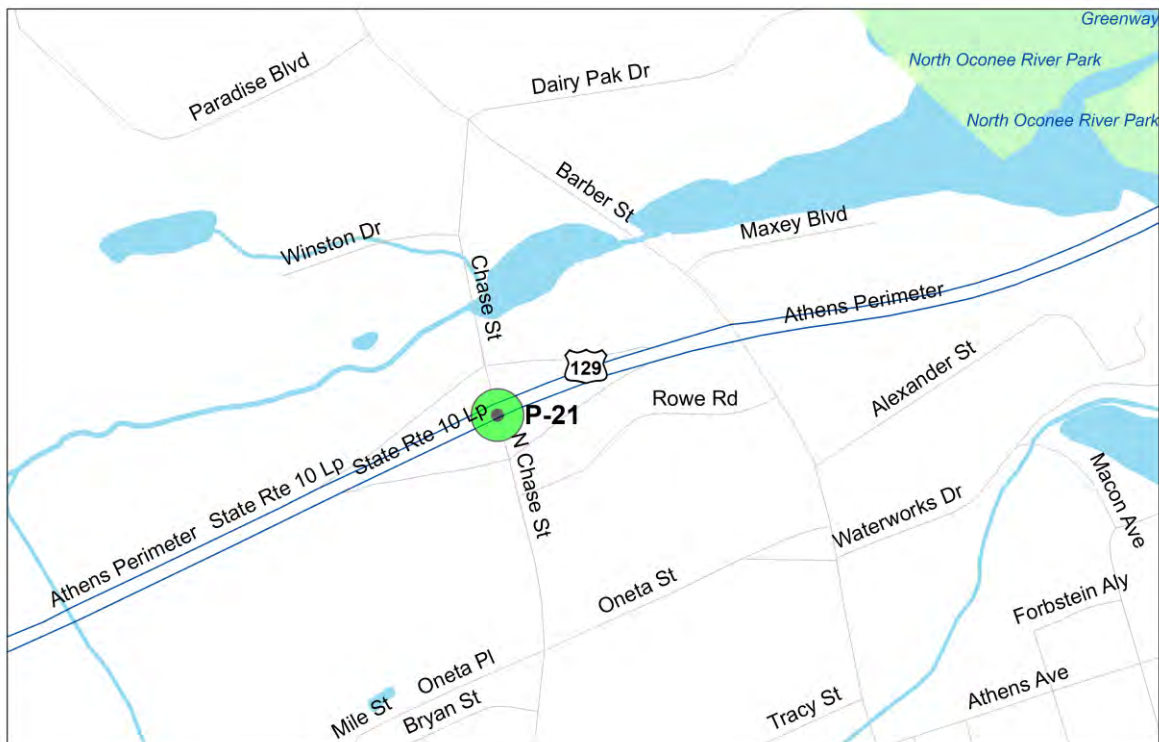 Greenway
North Oconee River Park
Paradise Blvd
Dairy Pak Dr
North Oconee River Park
Barber St
Maxey Blvd
Winston Dr
Chase St
Athens Perimeter
129
Alexander St
Rowe Rd
P-21
State Rte 10 Lp
N Chase St
State Rte 10 Lp
Macon Ave
Waterworks Dr
Athens Perimeter
Oneta St
Forbstein Aly
Oneta Pl
Athens Ave
Mile St
Bryan St
Tracy St